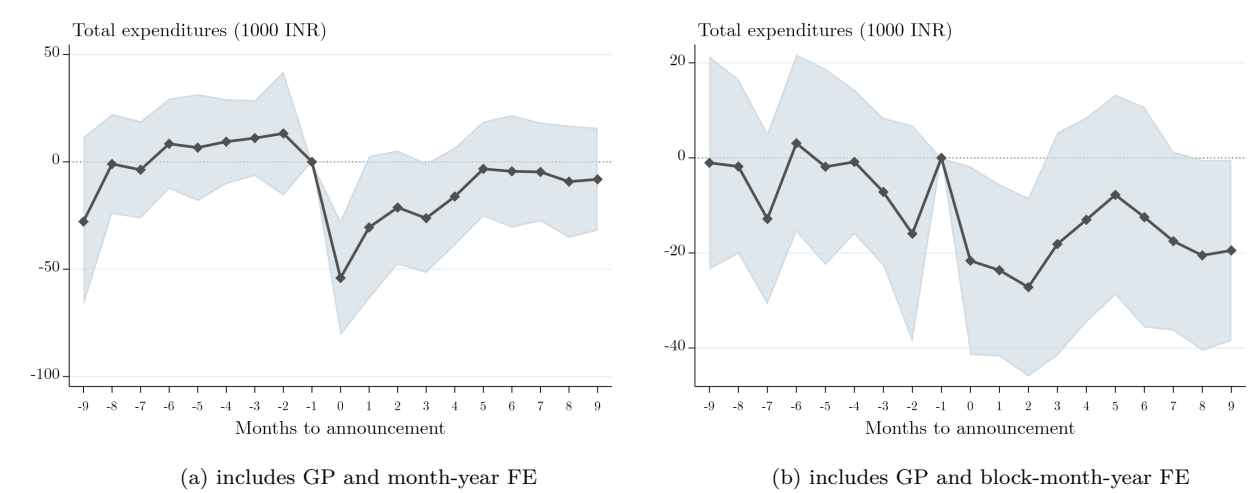 Total expenditures (1000 INR)
50
0
-50
-100
-9 -8 -7 -6 -5 -4 -3 -2 -1 0 1 2 3 4 5 6 7 8 9
Months to announcement
(a) includes GP and month-year FE
Total expenditures (1000 INR)
20
0
-20
-40
-9 -8 -7 -6 -5 -4 -3 -2 -1 0 1 2 3 4 5 6 7 8 9
Months to announcement
(b) includes GP and block-month-year FE